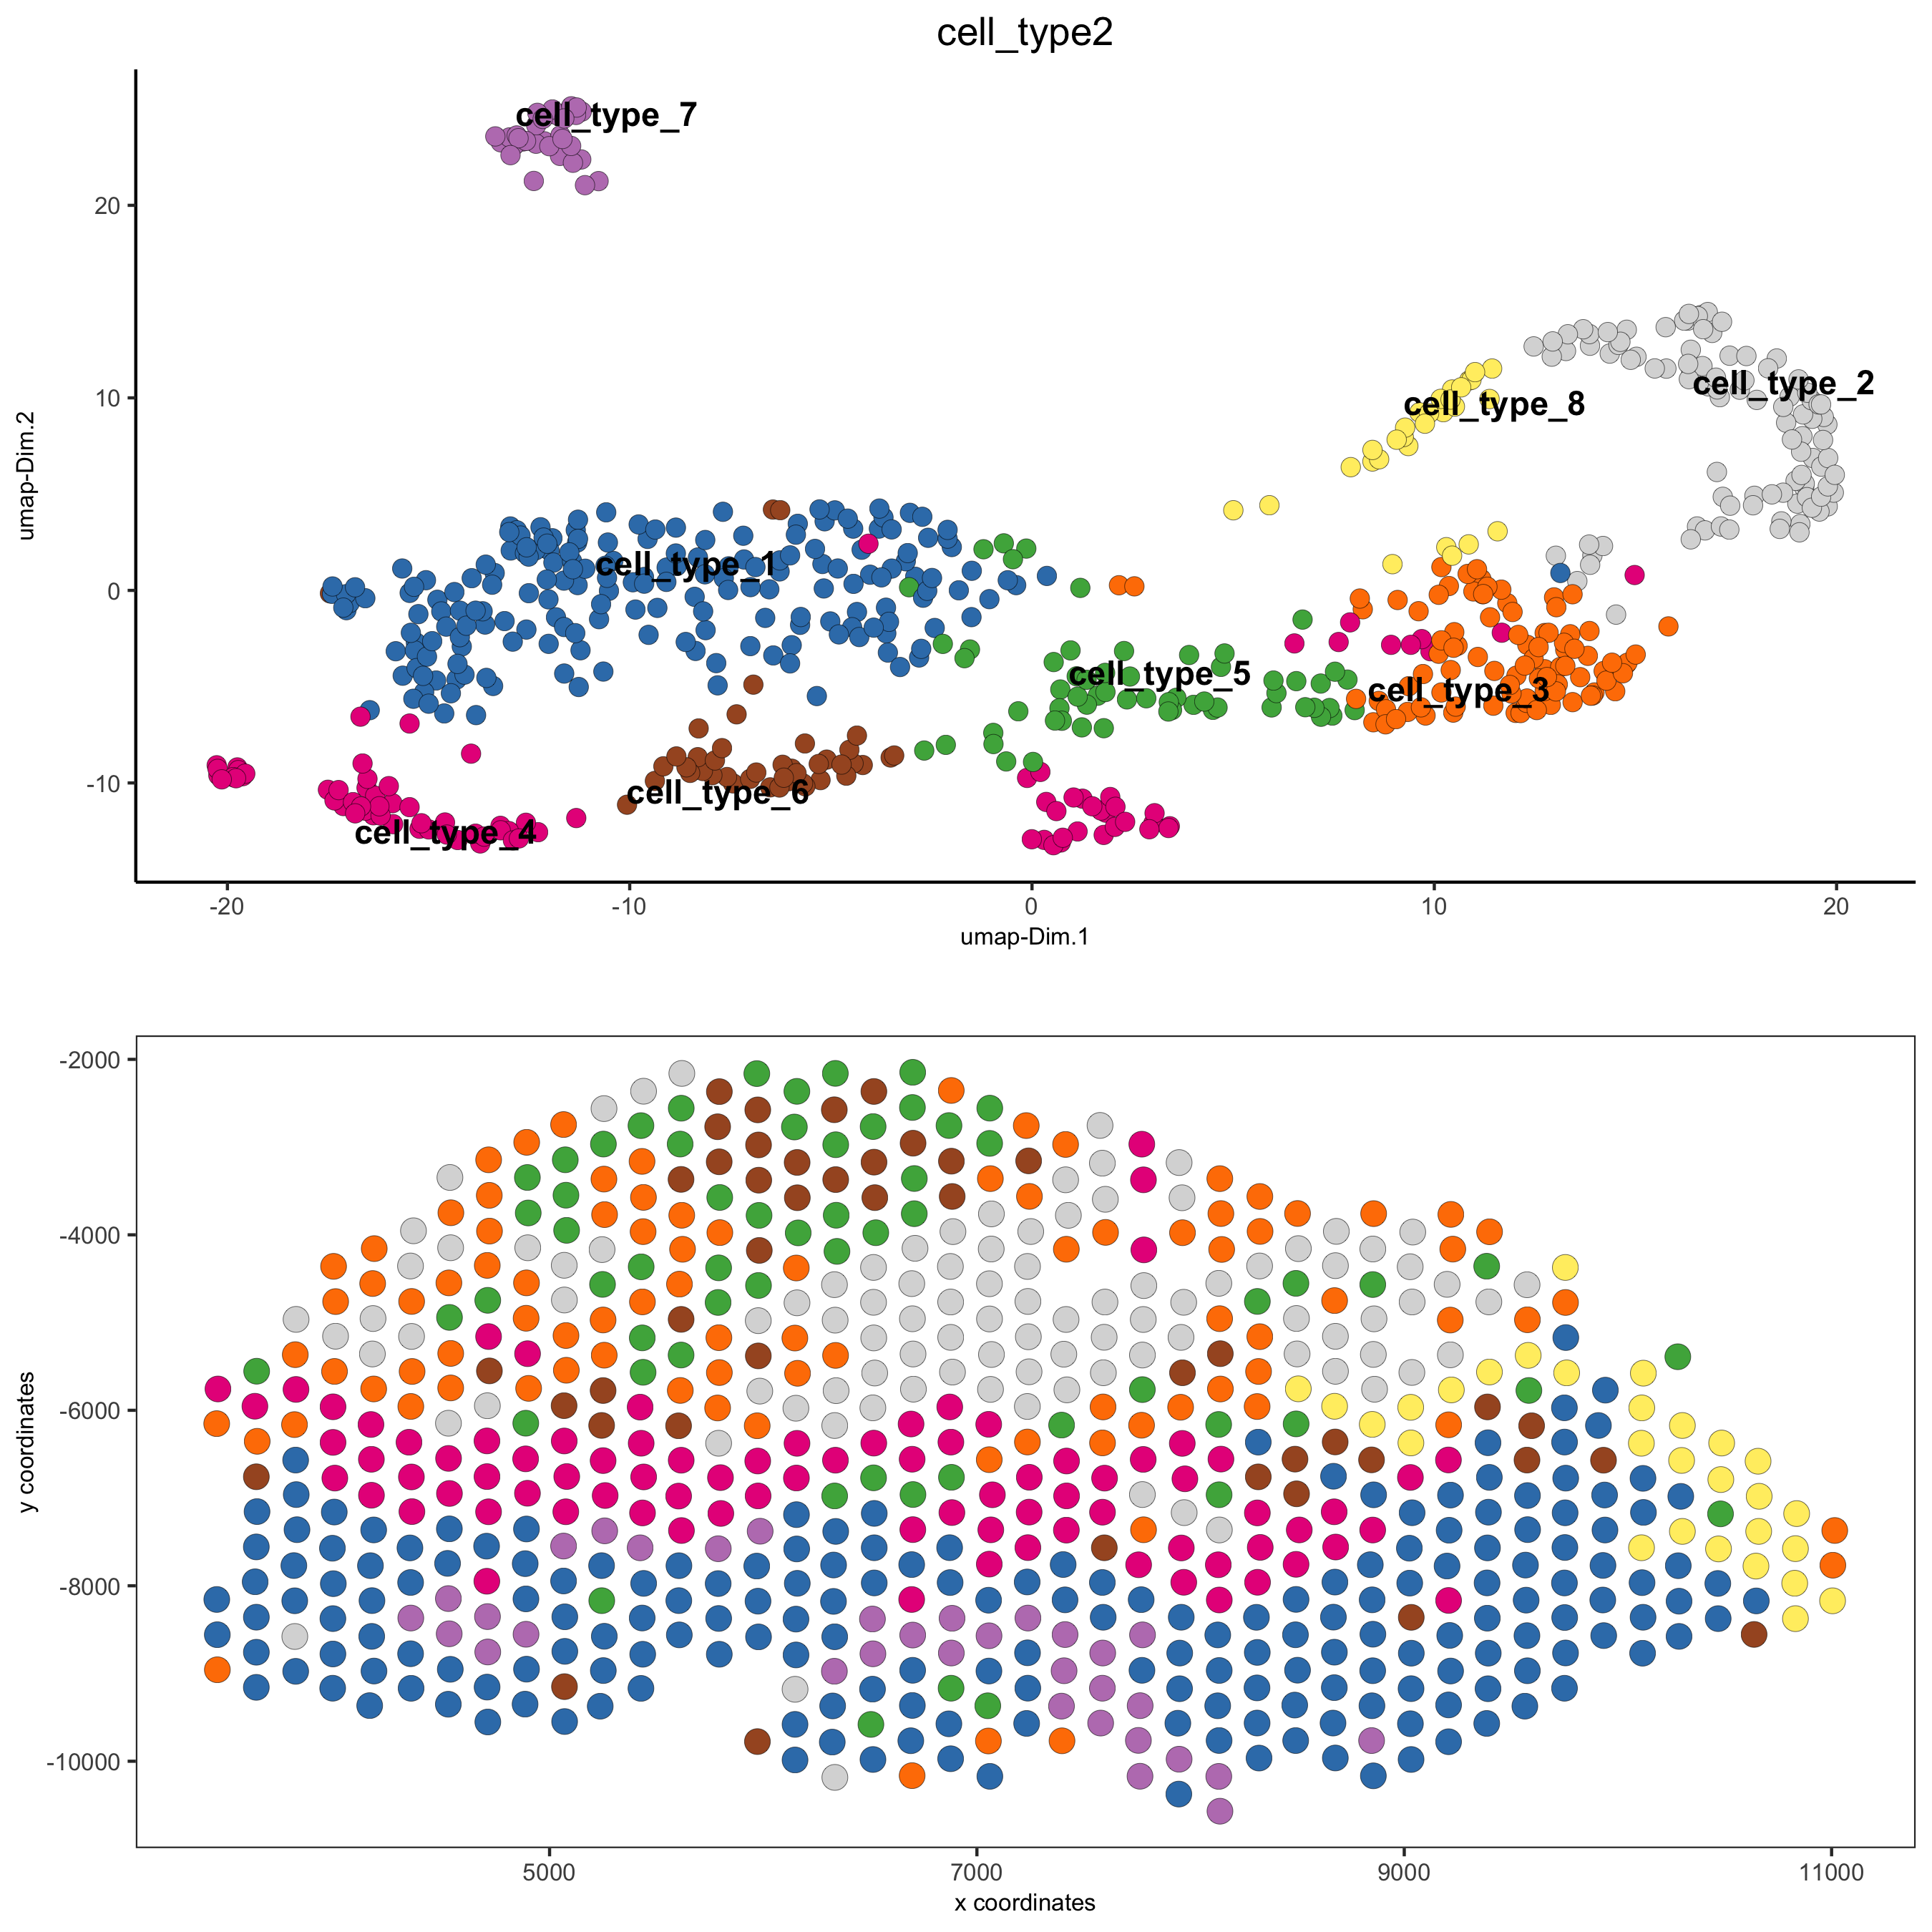 cell_type2
cell_type_7
20
cell_type_2
10
cell_type_8
umap-Dim.2
cell_type_1
0
cell_type_5
cell_type_3
-10
cell_type_6
cell_type_4
-20
-10
0
10
20
umap-Dim.1
-2000
-4000
-6000
y coordinates
-8000
-10000
5000
7000
9000
11000
x coordinates